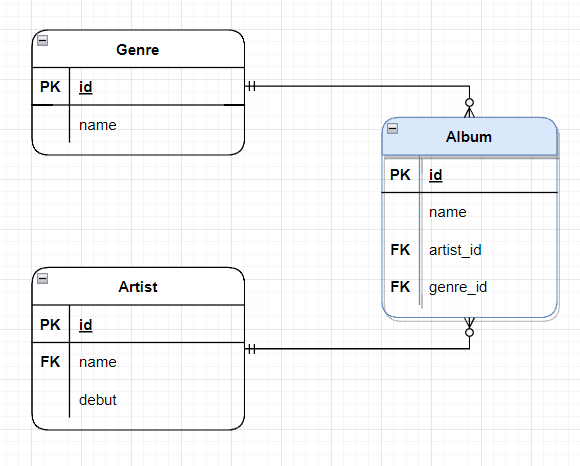 Genre
PK id
name
Album
PK id
name
FK artist_id
FK genre_id
Artist
PK id
FK name
debut